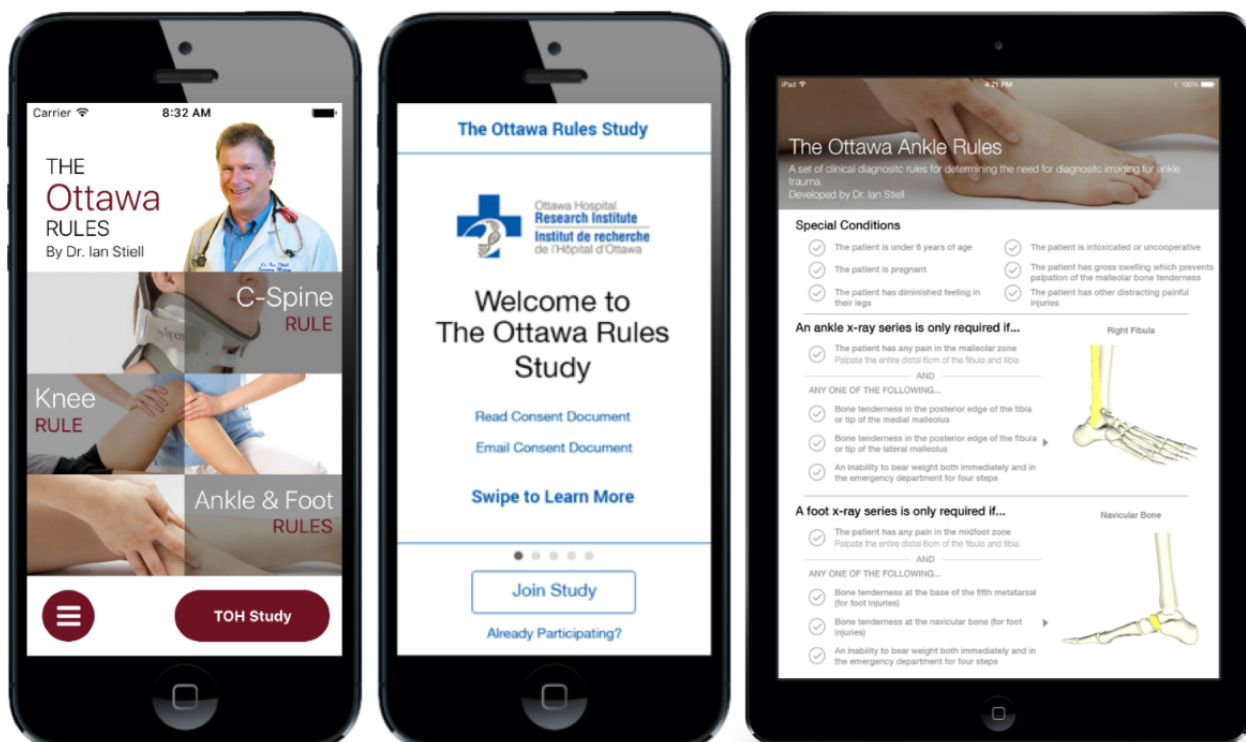 Carrier
8:32 AM
THE
Ottawa
RULES
By Dr. Ian Stiell
C-Spine
RULE
Knee
RULE
Ankle & Foot
RULES
TOH Study
The Ottawa Rules Study
Ottawa Hospital
Research Institute
Institut de recherche
de l'Hôpital d'Ottawa
Welcome to
The Ottawa Rules
Study
Read Consent Document
Email Consent Document
Swipe to Learn More
Join Study
Already Participating?
iPad
4:21 PM
100%
The Ottawa Ankle Rules
A set of clinical diagnositc rules for determining the need for diagnositc imaging for ankle
trauma.
Developed by Dr. Ian Stiell
Special Conditions
The patient is under 6 years of age
The patient is intoxicated or uncooperative
The patient is pregnant
The patient has gross swelling which prevents
palpation of the malleolar bone tenderness
The patient has diminished feeling in
their legs
The patient has other distracting painful
injuries
An ankle x-ray series is only required if...
Right Fibula
The patient has any pain in the malleolar zone
Palpate the entire distal 6cm of the fibula and tibia
AND
ANY ONE OF THE FOLLOWING...
Bone tenderness in the posterior edge of the tibia
or tip of the medial malleolus
Bone tenderness in the posterior edge of the fibula
or tip of the lateral malleolus
An inability to bear weight both immediately and in
the emergency department for four steps
A foot x-ray series is only required if...
Navicular Bone
The patient has any pain in the midfoot zone
Palpate the entire distal 6cm of the fibula and tibia
AND
ANY ONE OF THE FOLLOWING...
Bone tenderness at the base of the fifth metatarsal
(for foot injuries)
Bone tenderness at the navicular bone (for foot
injuries)
An inability to bear weight both immediately and in
the emergency department for four steps